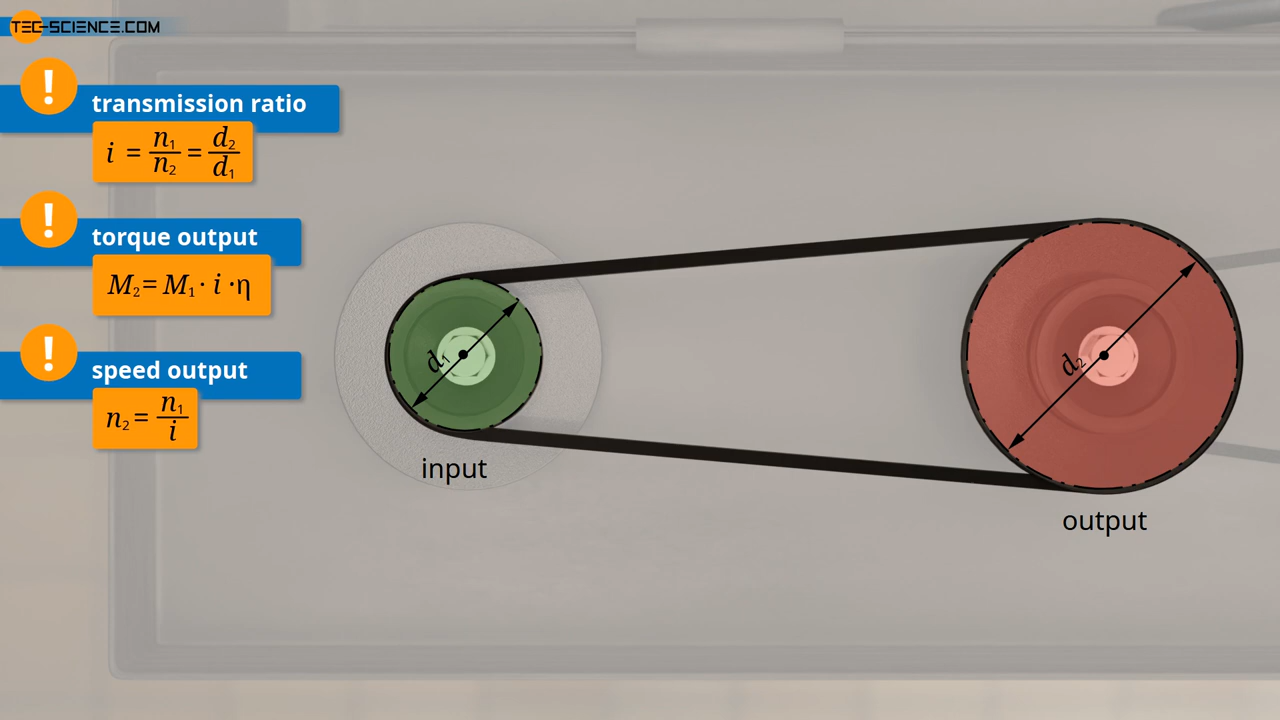 TEC-SCIENCE.COM
! transmission ratio
i = n₁/n₂ = d₂/d₁
! torque output
M₂= M₁· i ·η
! speed output
n₂= n₁/i
d₁
d₂
input
output